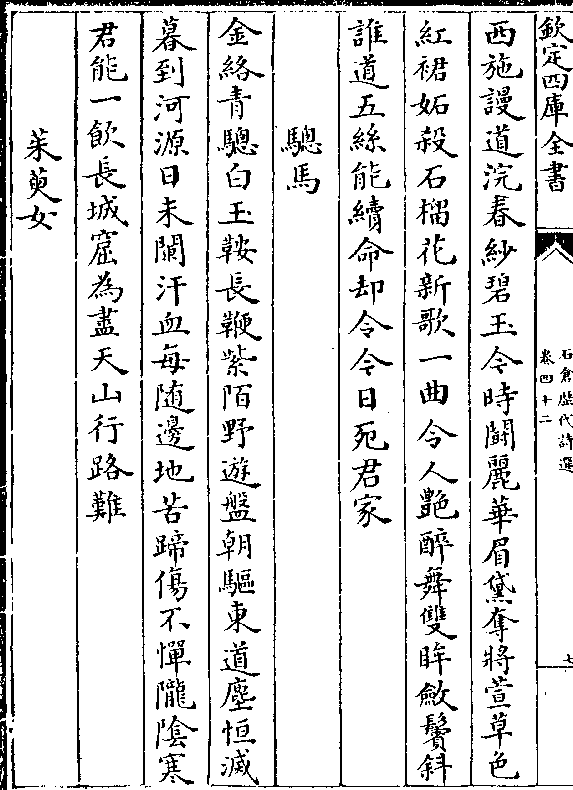 欽定四庫全書
石倉歷代詩選
卷四十二
七
西施謾道浣春紗碧玉今時鬭麗華眉黛奪將萱草色
紅裙妬殺石榴花新歌一曲令人艷醉舞雙眸斂鬢斜
誰道五絲能續命却令今日死君家
驄馬
金絡青驄白玉鞍長鞭紫陌野遊盤朝驅東道塵恒滅
暮到河源日未闌汗血每随邊地苦蹄傷不憚隴陰寒
君能一飲長城窟為盡天山行路難
茱萸女